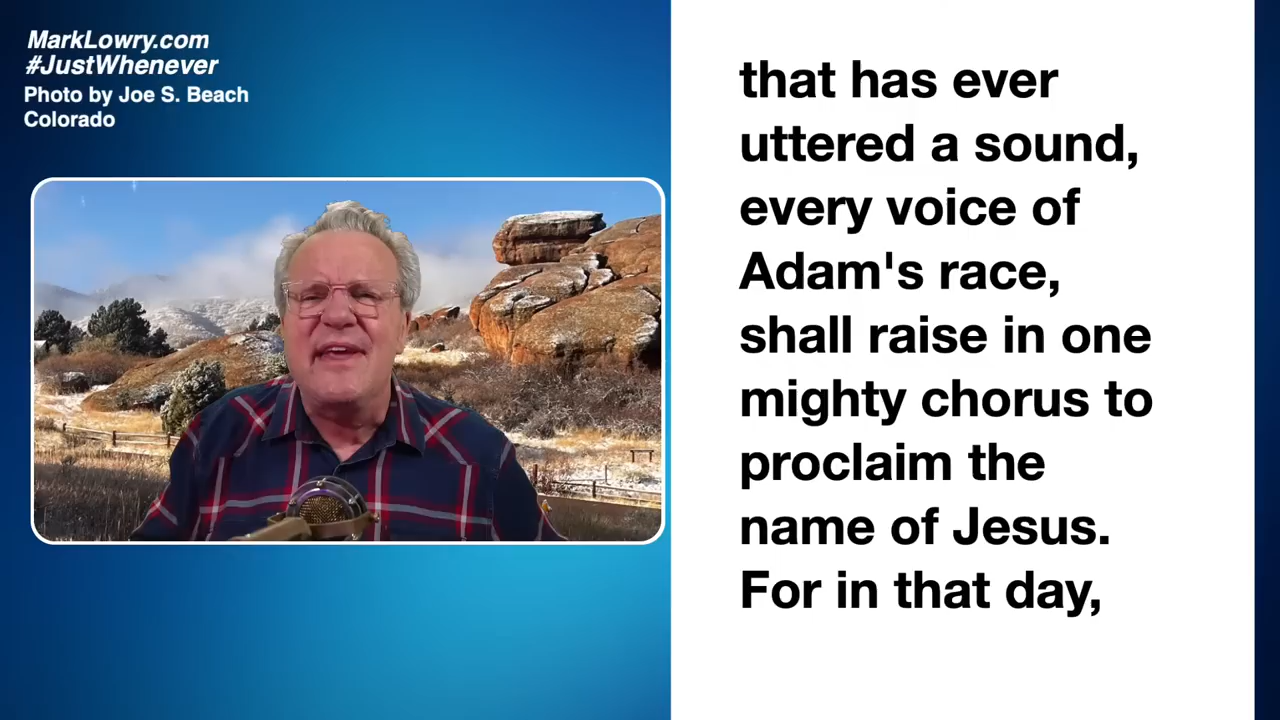 MarkLowry.com
#JustWhenever
Photo by Joe S. Beach
Colorado
that has ever
uttered a sound,
every voice of
Adam's race,
shall raise in one
mighty chorus to
proclaim the
name of Jesus.
For in that day,